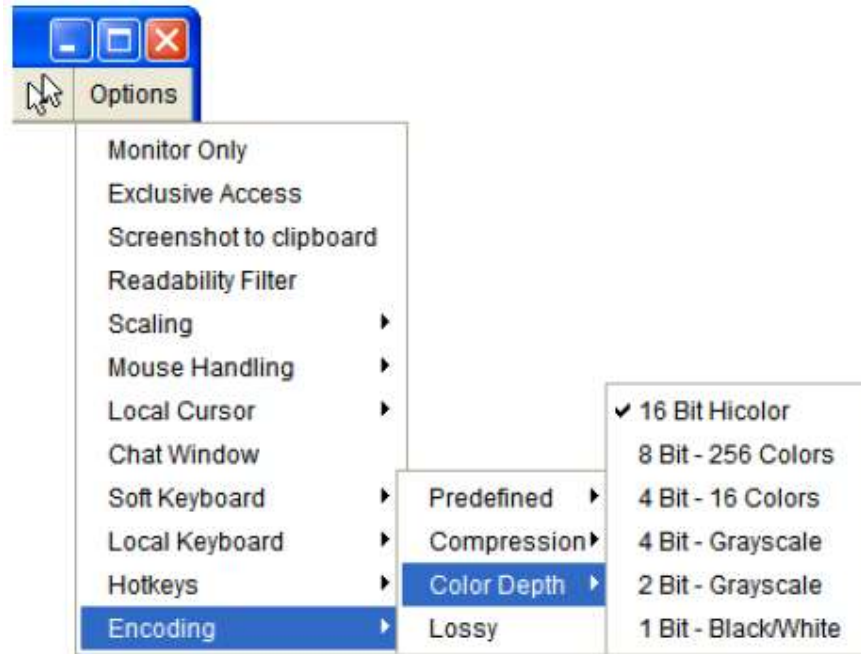 Options
Monitor Only
Exclusive Access
Screenshot to clipboard
Readability Filter
Scaling
Mouse Handling
Local Cursor
Chat Window
Soft Keyboard
Local Keyboard
Hotkeys
Encoding
Predefined
Compression
Color Depth
Lossy
16 Bit Hicolor
8 Bit - 256 Colors
4 Bit - 16 Colors
4 Bit - Grayscale
2 Bit - Grayscale
1 Bit - Black/White